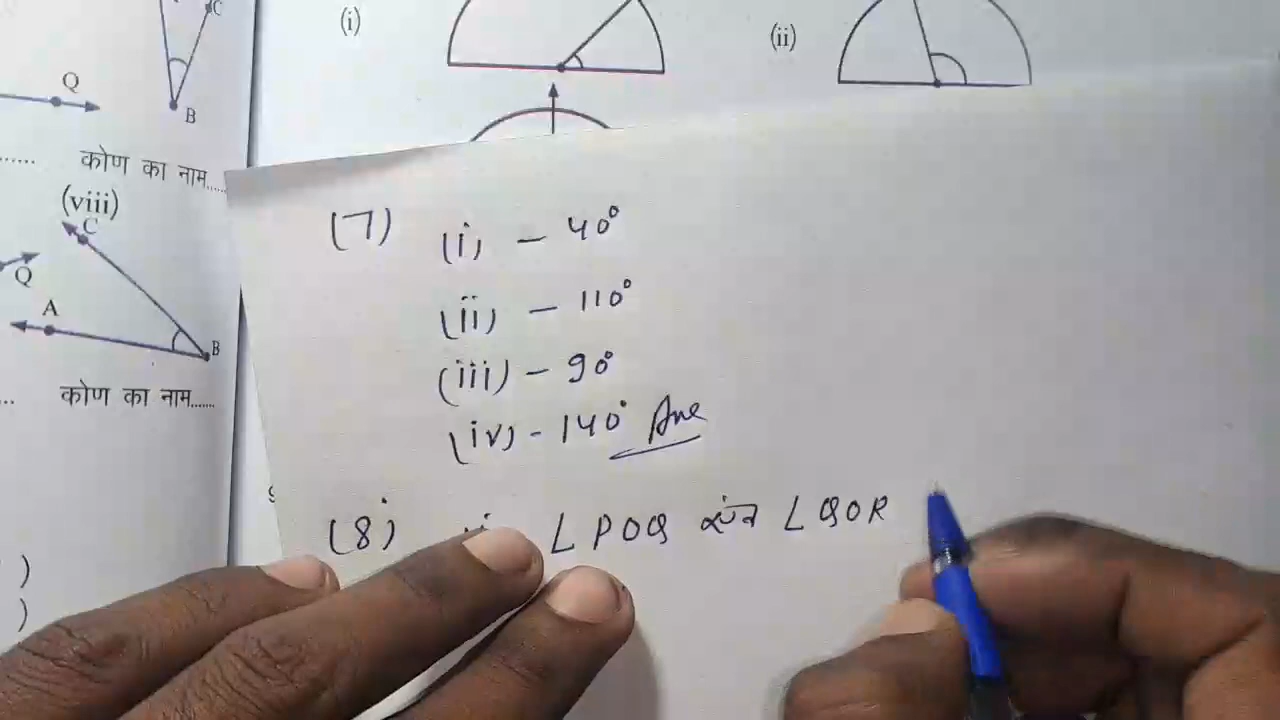 (i)
(ii)
C
Q
B
...... कोण का नाम......
(viii)
C
Q
A
B
... कोण का नाम.......
(7) (i) – 40°
(ii) – 110°
(iii) – 90°
(iv) – 140° Ans
(8) ∠POQ एवं ∠QOR
)
)